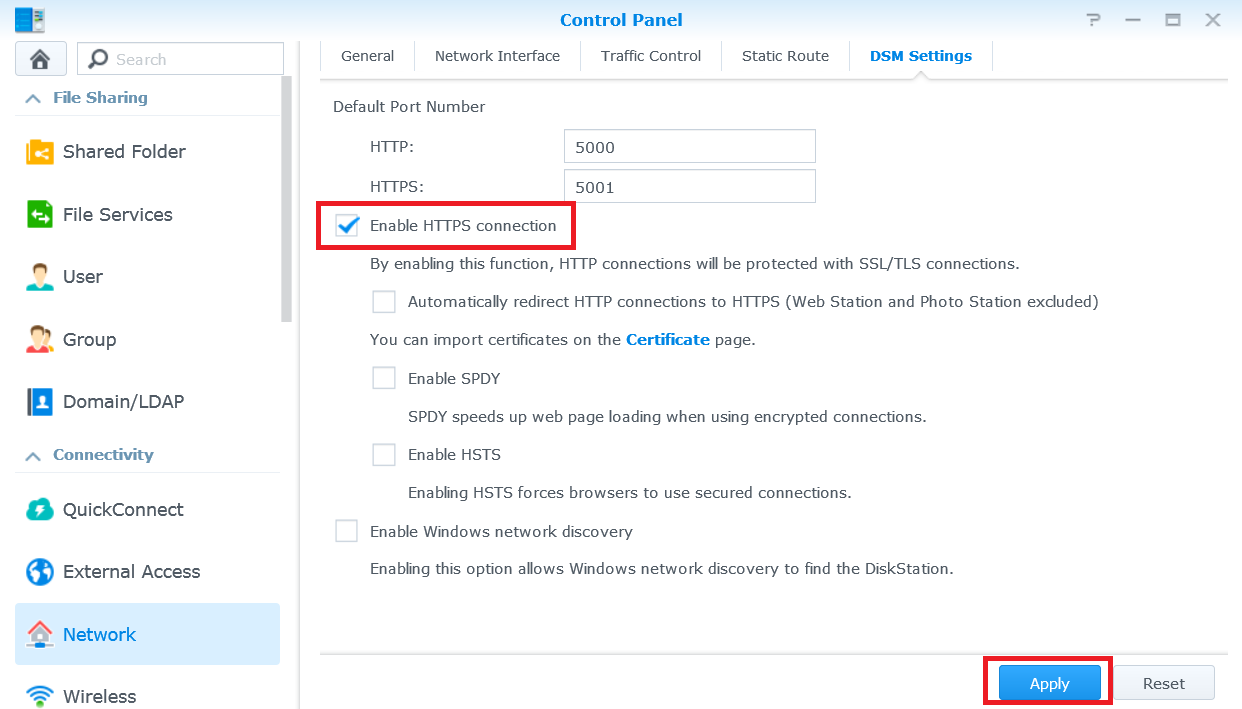 Control Panel
Search
General
Network Interface
Traffic Control
Static Route
DSM Settings
File Sharing
Shared Folder
File Services
User
Group
Domain/LDAP
Connectivity
QuickConnect
External Access
Network
Wireless
Default Port Number
HTTP: 5000
HTTPS: 5001
Enable HTTPS connection
By enabling this function, HTTP connections will be protected with SSL/TLS connections.
Automatically redirect HTTP connections to HTTPS (Web Station and Photo Station excluded)
You can import certificates on the Certificate page.
Enable SPDY
SPDY speeds up web page loading when using encrypted connections.
Enable HSTS
Enabling HSTS forces browsers to use secured connections.
Enable Windows network discovery
Enabling this option allows Windows network discovery to find the DiskStation.
Apply
Reset